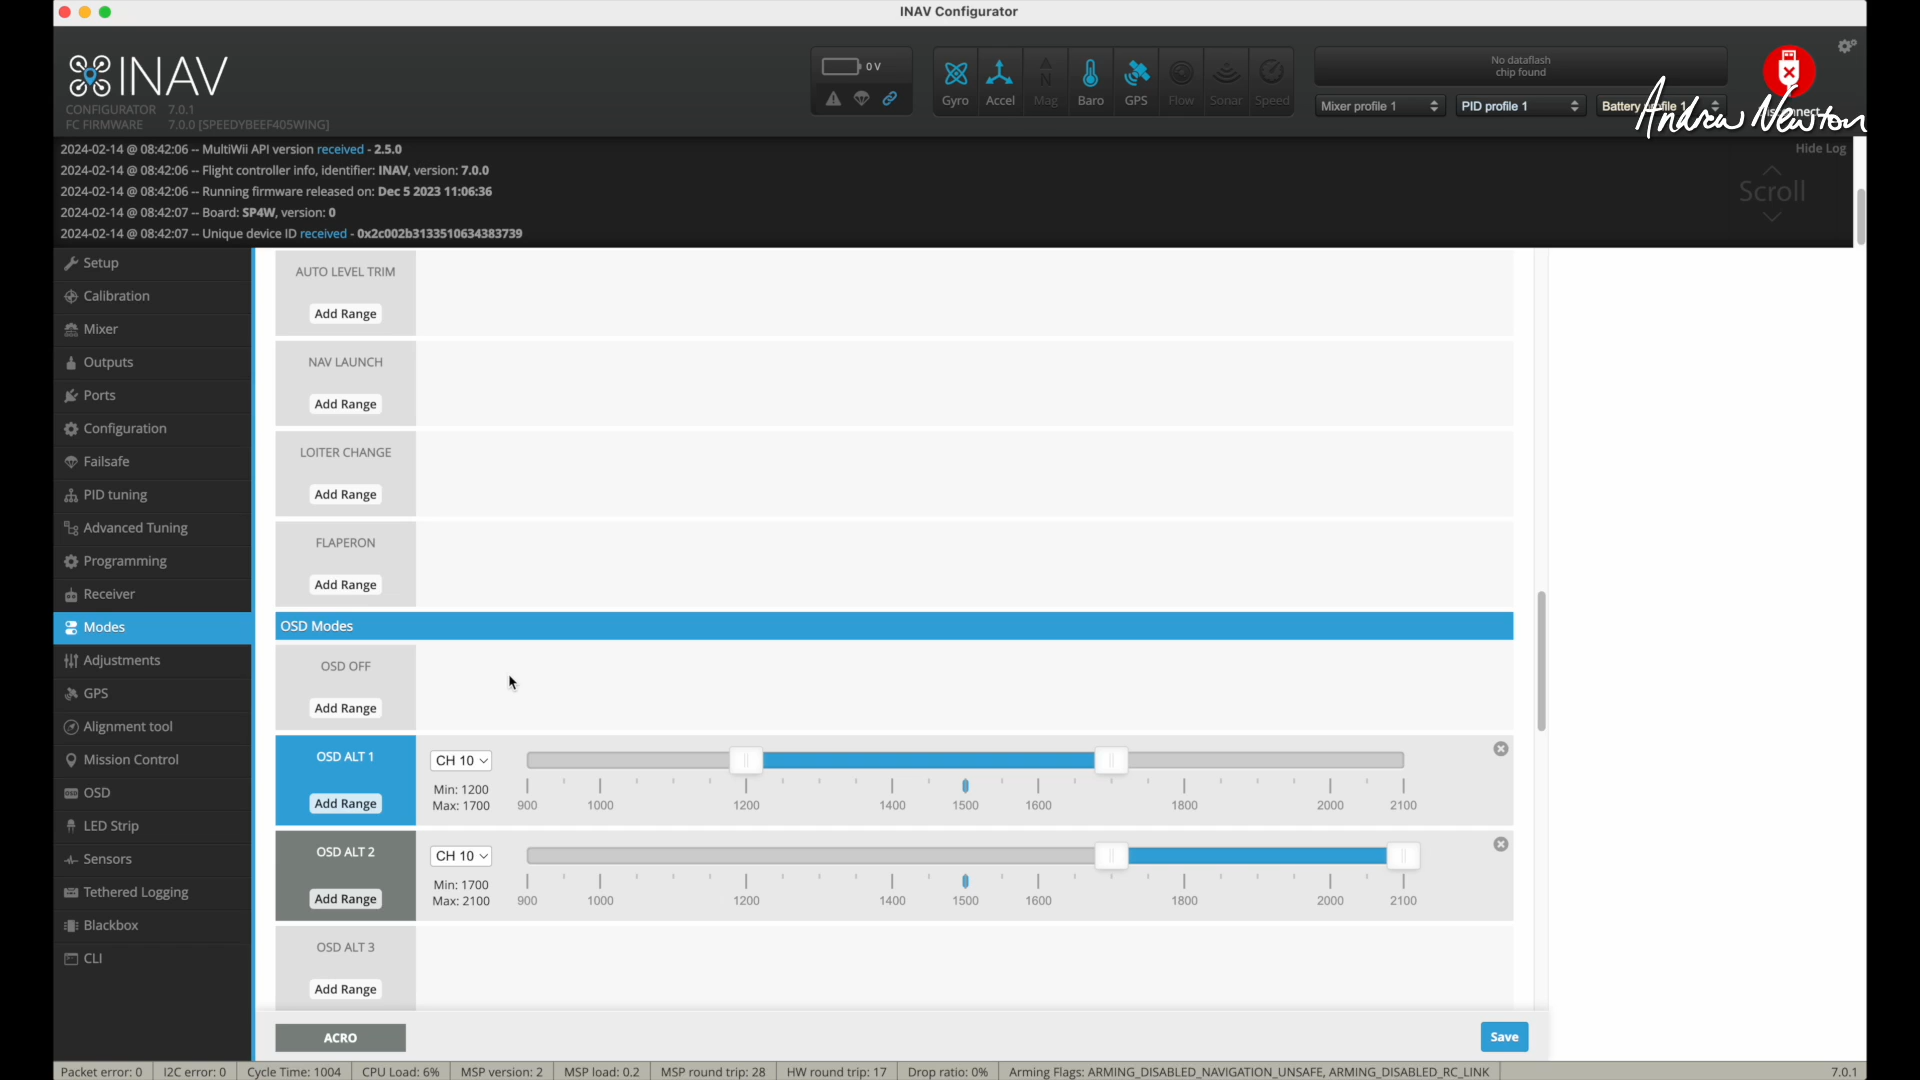 INAV Configurator
INAV
CONFIGURATOR 7.0.1
FC FIRMWARE 7.0.0 [SPEEDYBEEF405WING]
0 V
Gyro
Accel
Mag
Baro
GPS
Flow
Sonar
Speed
No dataflash
chip found
Mixer profile 1
PID profile 1
Battery profile 1
Andrew Newton
Hide Log
Scroll
2024-02-14 @ 08:42:06 -- MultiWii API version received - 2.5.0
2024-02-14 @ 08:42:06 -- Flight controller info, identifier: INAV, version: 7.0.0
2024-02-14 @ 08:42:06 -- Running firmware released on: Dec 5 2023 11:06:36
2024-02-14 @ 08:42:07 -- Board: SP4W, version: 0
2024-02-14 @ 08:42:07 -- Unique device ID received - 0x2c002b3133510634383739
Setup
Calibration
Mixer
Outputs
Ports
Configuration
Failsafe
PID tuning
Advanced Tuning
Programming
Receiver
Modes
Adjustments
GPS
Alignment tool
Mission Control
OSD
LED Strip
Sensors
Tethered Logging
Blackbox
CLI
AUTO LEVEL TRIM
Add Range
NAV LAUNCH
Add Range
LOITER CHANGE
Add Range
FLAPERON
Add Range
OSD Modes
OSD OFF
Add Range
OSD ALT 1
Add Range
CH 10
Min: 1200
Max: 1700
900 1000 1200 1400 1500 1600 1800 2000 2100
OSD ALT 2
Add Range
CH 10
Min: 1700
Max: 2100
900 1000 1200 1400 1500 1600 1800 2000 2100
OSD ALT 3
Add Range
ACRO
Save
Packet error: 0
I2C error: 0
Cycle Time: 1004
CPU Load: 6%
MSP version: 2
MSP load: 0.2
MSP round trip: 28
HW round trip: 17
Drop ratio: 0%
Arming Flags: ARMING_DISABLED_NAVIGATION_UNSAFE, ARMING_DISABLED_RC_LINK
7.0.1